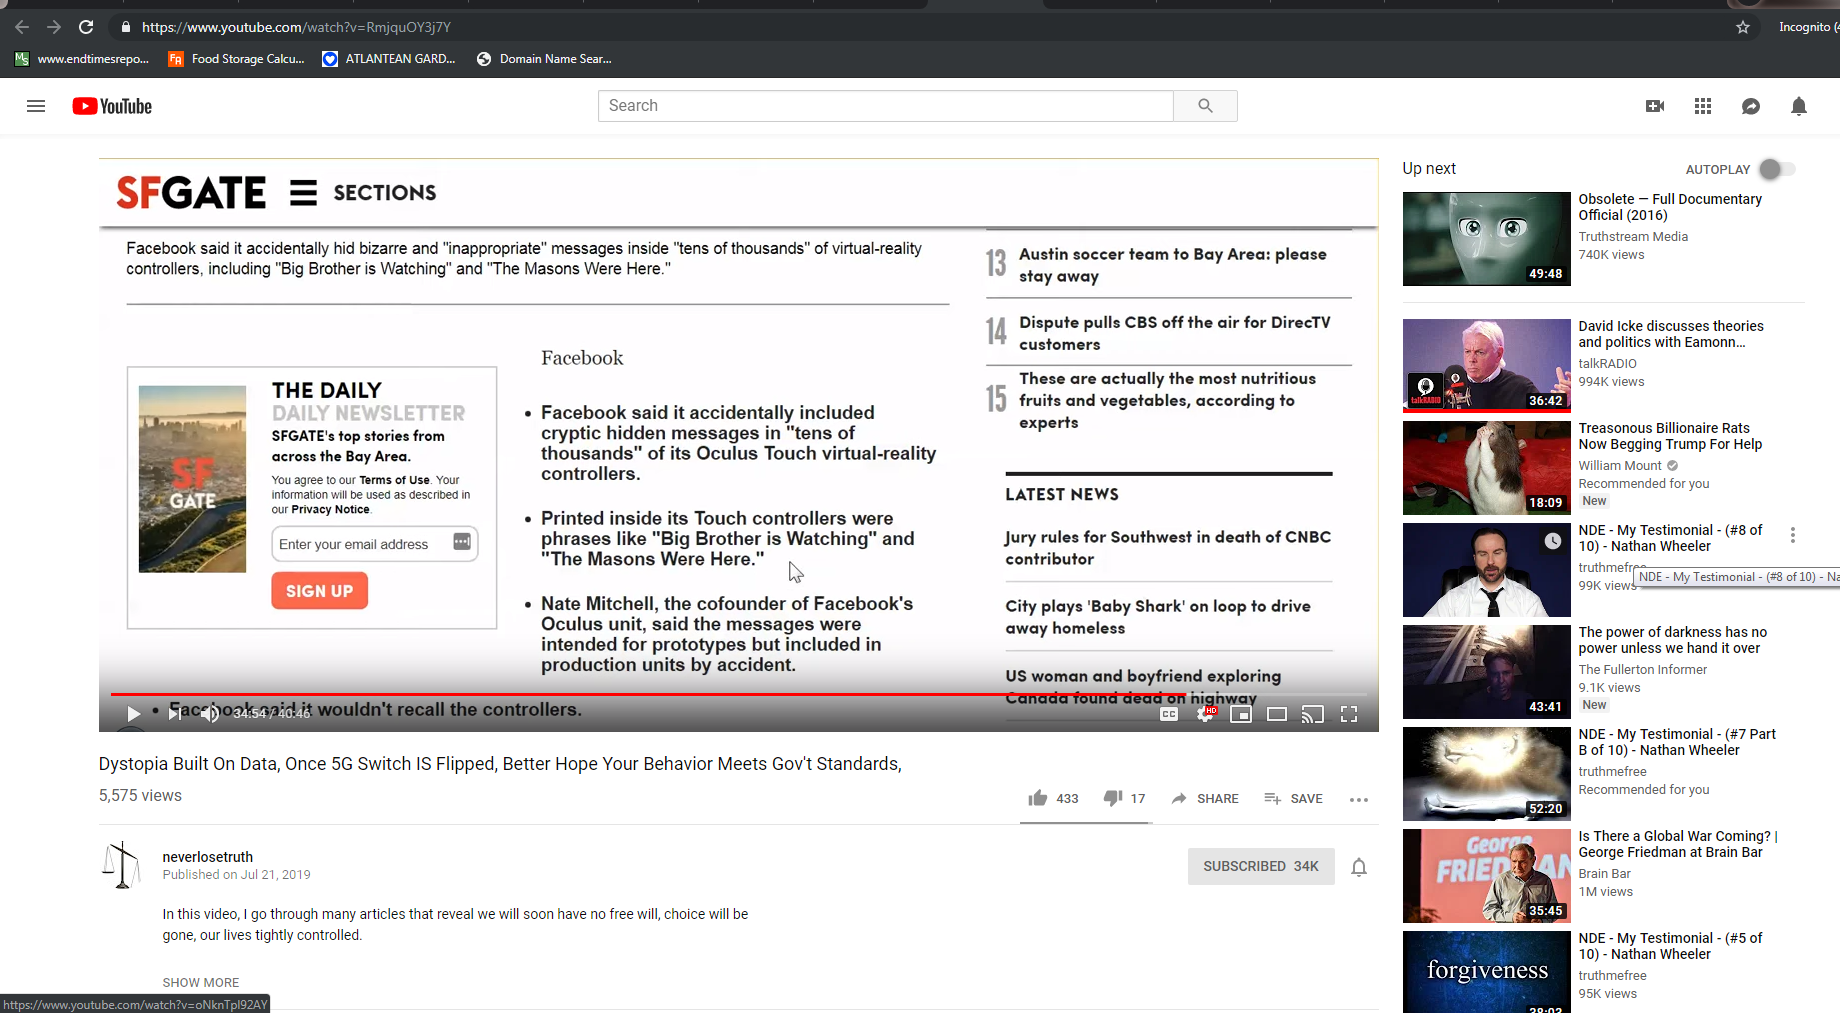 https://www.youtube.com/watch?v=RmjquOY3j7Y
Incognito (4
www.endtimesrepo...
Food Storage Calcu...
ATLANTEAN GARD...
Domain Name Sear...
YouTube
Search
SFGATE
SECTIONS
Facebook said it accidentally hid bizarre and "inappropriate" messages inside "tens of thousands" of virtual-reality
controllers, including "Big Brother is Watching" and "The Masons Were Here."
THE DAILY
DAILY NEWSLETTER
SFGATE's top stories from
across the Bay Area.
You agree to our Terms of Use. Your
information will be used as described in
our Privacy Notice.
Enter your email address
SIGN UP
SF
GATE
Facebook
• Facebook said it accidentally included
cryptic hidden messages in "tens of
thousands" of its Oculus Touch virtual-reality
controllers.
• Printed inside its Touch controllers were
phrases like "Big Brother is Watching" and
"The Masons Were Here."
• Nate Mitchell, the cofounder of Facebook's
Oculus unit, said the messages were
intended for prototypes but included in
production units by accident.
• Facebook said it wouldn't recall the controllers.
13 Austin soccer team to Bay Area: please
stay away
14 Dispute pulls CBS off the air for DirecTV
customers
15 These are actually the most nutritious
fruits and vegetables, according to
experts
LATEST NEWS
Jury rules for Southwest in death of CNBC
contributor
City plays 'Baby Shark' on loop to drive
away homeless
US woman and boyfriend exploring
Canada found dead on highway
34:54 / 40:46
CC
HD
Dystopia Built On Data, Once 5G Switch IS Flipped, Better Hope Your Behavior Meets Gov't Standards,
5,575 views
433
17
SHARE
SAVE
neverlosetruth
Published on Jul 21, 2019
SUBSCRIBED 34K
In this video, I go through many articles that reveal we will soon have no free will, choice will be
gone, our lives tightly controlled.
SHOW MORE
https://www.youtube.com/watch?v=oNknTpI92AY
Up next
AUTOPLAY
Obsolete — Full Documentary
Official (2016)
Truthstream Media
740K views
49:48
David Icke discusses theories
and politics with Eamonn...
talkRADIO
994K views
talkRADIO
36:42
Treasonous Billionaire Rats
Now Begging Trump For Help
William Mount
Recommended for you
New
18:09
NDE - My Testimonial - (#8 of
10) - Nathan Wheeler
truthmefree
99K views
NDE - My Testimonial - (#8 of 10) - Na
The power of darkness has no
power unless we hand it over
The Fullerton Informer
9.1K views
New
43:41
NDE - My Testimonial - (#7 Part
B of 10) - Nathan Wheeler
truthmefree
Recommended for you
52:20
Is There a Global War Coming? |
George Friedman at Brain Bar
Brain Bar
1M views
George
FRIEDMAN
35:45
NDE - My Testimonial - (#5 of
10) - Nathan Wheeler
truthmefree
95K views
forgiveness
38:03